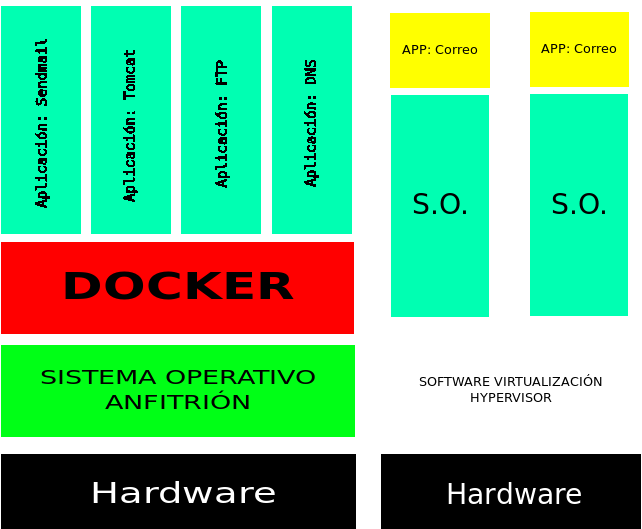 Aplicación: Sendmail
Aplicación: Tomcat
Aplicación: FTP
Aplicación: DNS
DOCKER
SISTEMA OPERATIVO
ANFITRIÓN
Hardware
APP: Correo
APP: Correo
S.O.
S.O.
SOFTWARE VIRTUALIZACIÓN
HYPERVISOR
Hardware